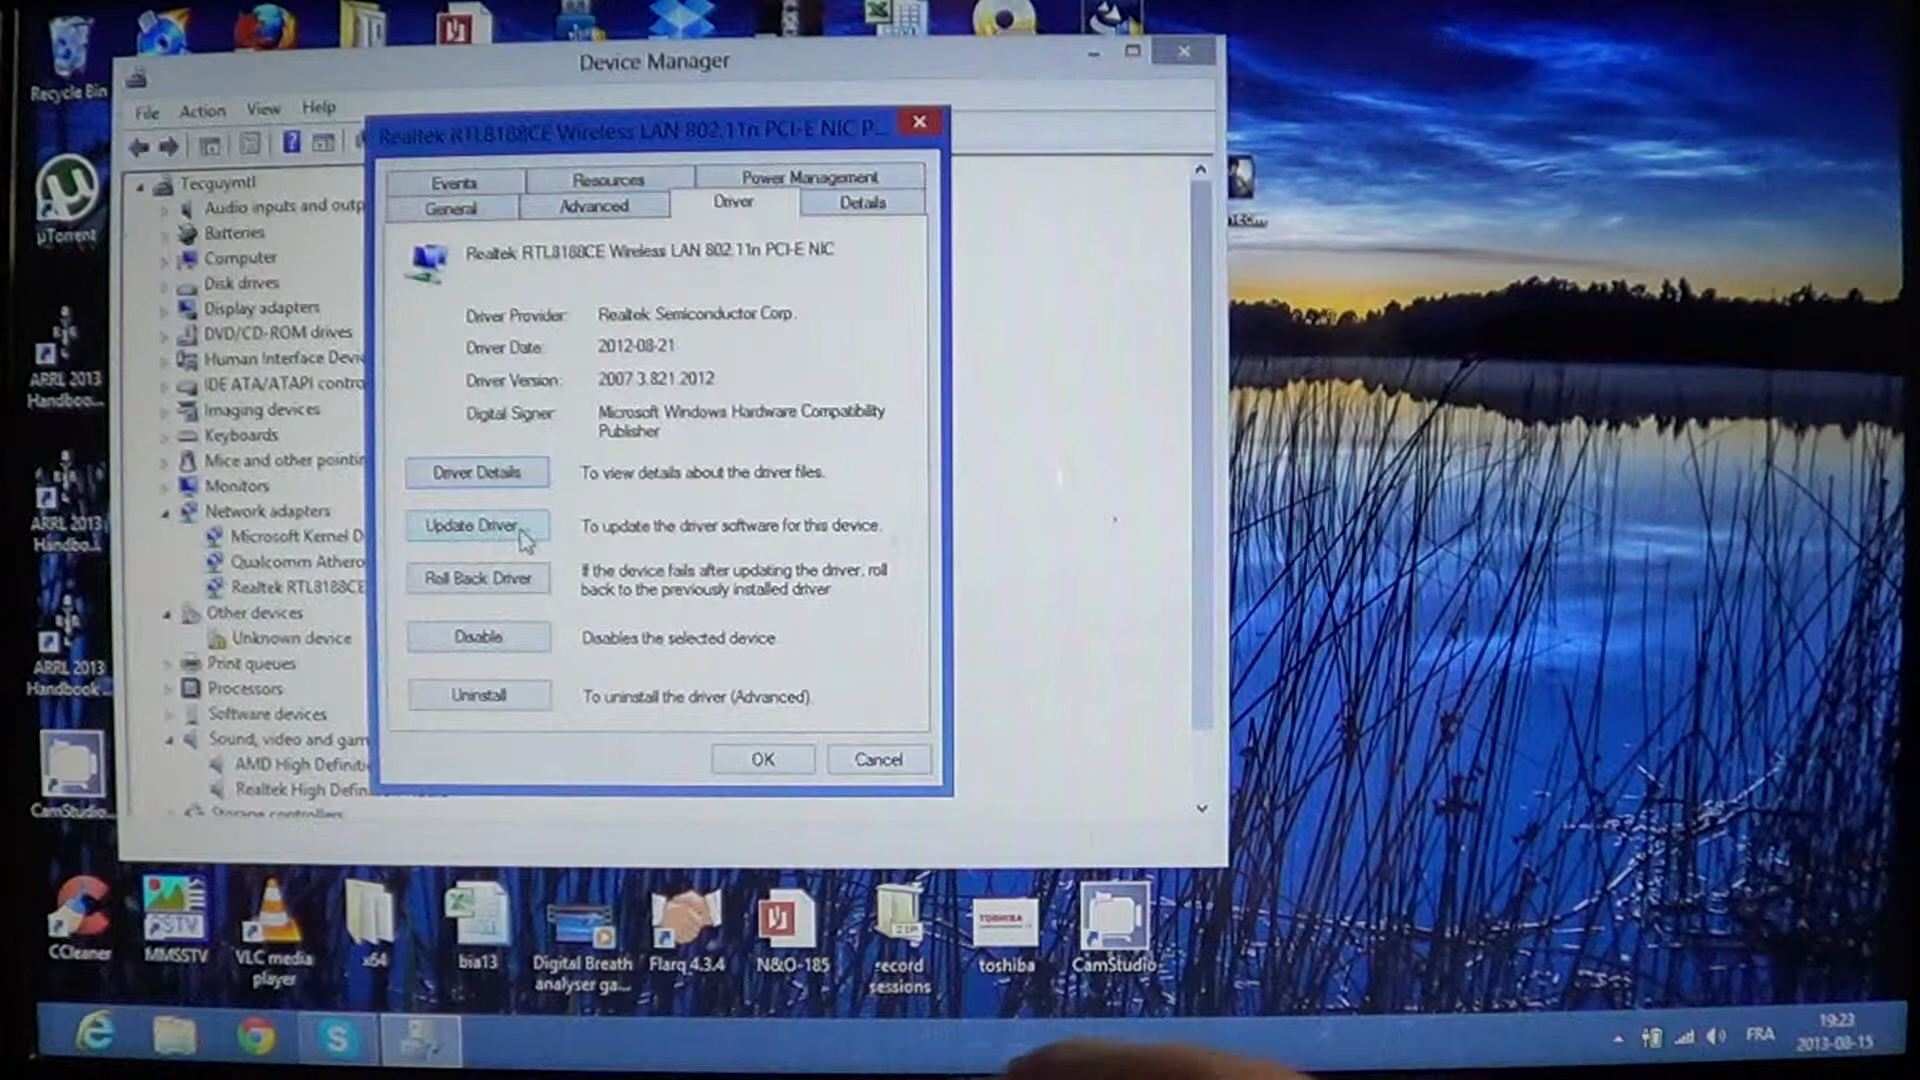 Recycle Bin
µTorrent
ARRL 2013
Handboo...
ARRL 2013
Handbo...
ARRL 2013
Handbook...
CamStudio...
Device Manager
File Action View Help
Tecguymtl
Audio inputs and outp
Batteries
Computer
Disk drives
Display adapters
DVD/CD-ROM drives
Human Interface Devi
IDE ATA/ATAPI contro
Imaging devices
Keyboards
Mice and other pointin
Monitors
Network adapters
Microsoft Kernel D
Qualcomm Athero
Realtek RTL8188CE
Other devices
Unknown device
Print queues
Processors
Software devices
Sound, video and gam
AMD High Definiti
Realtek High Defin
Storage controllers
Realtek RTL8188CE Wireless LAN 802.11n PCI-E NIC P...
Events Resources Power Management
General Advanced Driver Details
Realtek RTL8188CE Wireless LAN 802.11n PCI-E NIC
Driver Provider: Realtek Semiconductor Corp.
Driver Date: 2012-08-21
Driver Version: 2007.3.821.2012
Digital Signer: Microsoft Windows Hardware Compatibility
Publisher
Driver Details To view details about the driver files.
Update Driver... To update the driver software for this device.
Roll Back Driver If the device fails after updating the driver, roll
back to the previously installed driver
Disable Disables the selected device.
Uninstall To uninstall the driver (Advanced).
OK Cancel
CCleaner
SSTV
MMSSTV
VLC media
player
x64
bia13
Digital Breath
analyser ga...
Flarq 4.3.4
N&O-185
ZIP
record
sessions
TOSHIBA
toshiba
CamStudio
FRA
19:23
2013-08-15